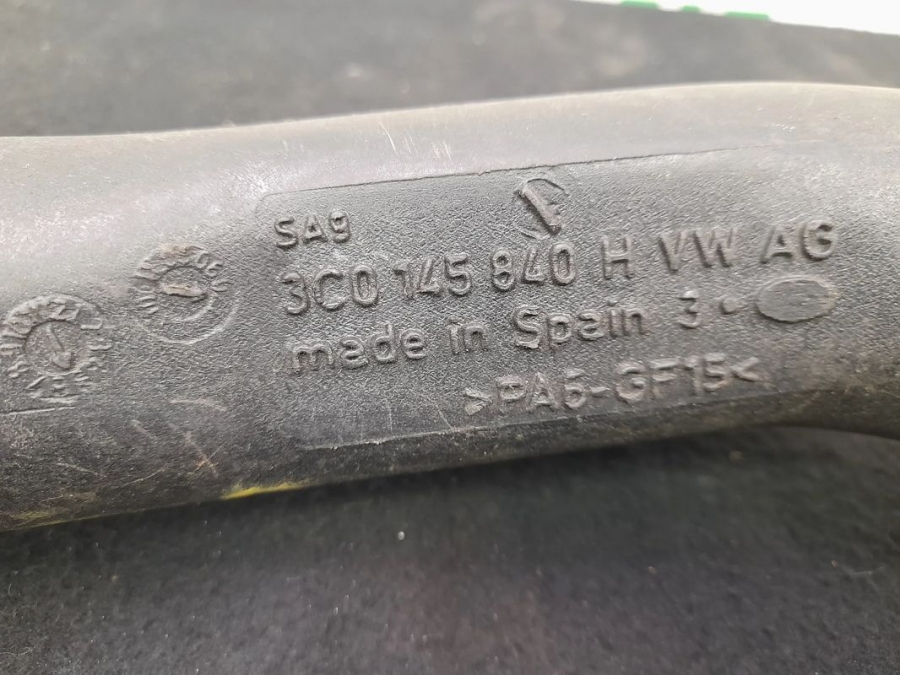 SA9
3C0 145 840 H VW AG
made in Spain 3
>PA6-GF15<